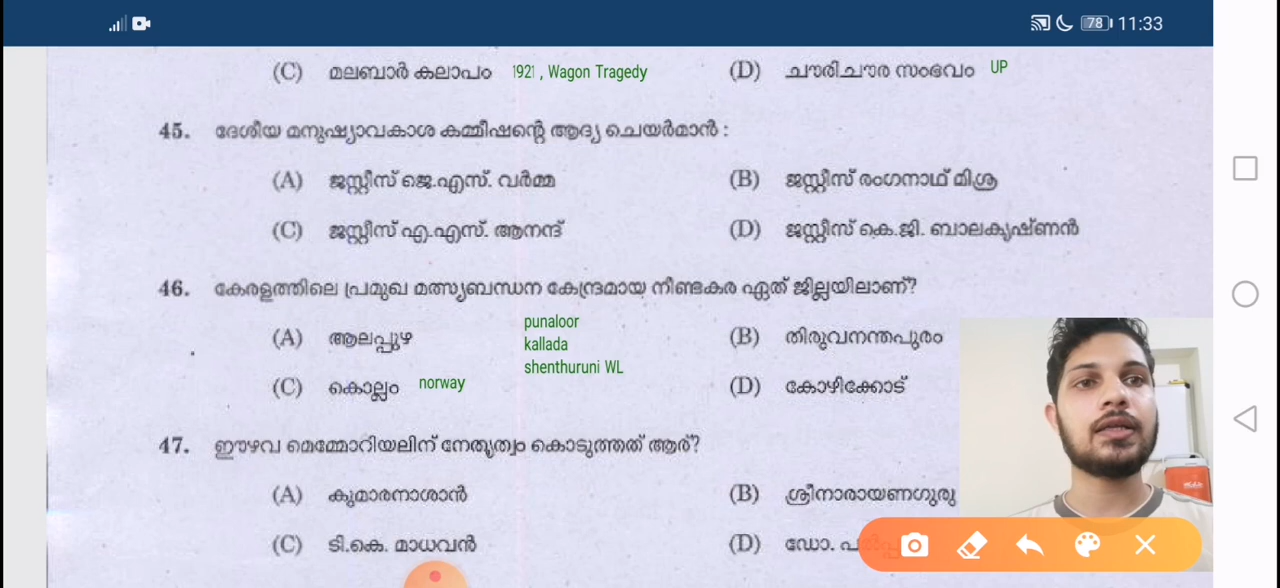 78 11:33
(C) മലബാർ കലാപം 1921 , Wagon Tragedy (D) ചൗരിചൗര സംഭവം UP
45. ദേശീയ മനുഷ്യാവകാശ കമ്മീഷന്റെ ആദ്യ ചെയർമാൻ :
(A) ജസ്റ്റീസ് ജെ.എസ്. വർമ്മ (B) ജസ്റ്റീസ് രംഗനാഥ് മിശ്ര
(C) ജസ്റ്റീസ് എ.എസ്. ആനന്ദ് (D) ജസ്റ്റീസ് കെ.ജി. ബാലകൃഷ്ണൻ
46. കേരളത്തിലെ പ്രമുഖ മത്സ്യബന്ധന കേന്ദ്രമായ നീണ്ടകര ഏത് ജില്ലയിലാണ്?
punaloor
(A) ആലപ്പുഴ kallada (B) തിരുവനന്തപുരം
shenthuruni WL
(C) കൊല്ലം norway (D) കോഴിക്കോട്
47. ഈഴവ മെമ്മോറിയലിന് നേതൃത്വം കൊടുത്തത് ആര്?
(A) കുമാരനാശാൻ (B) ശ്രീനാരായണഗുരു
(C) ടി.കെ. മാധവൻ (D) ഡോ.